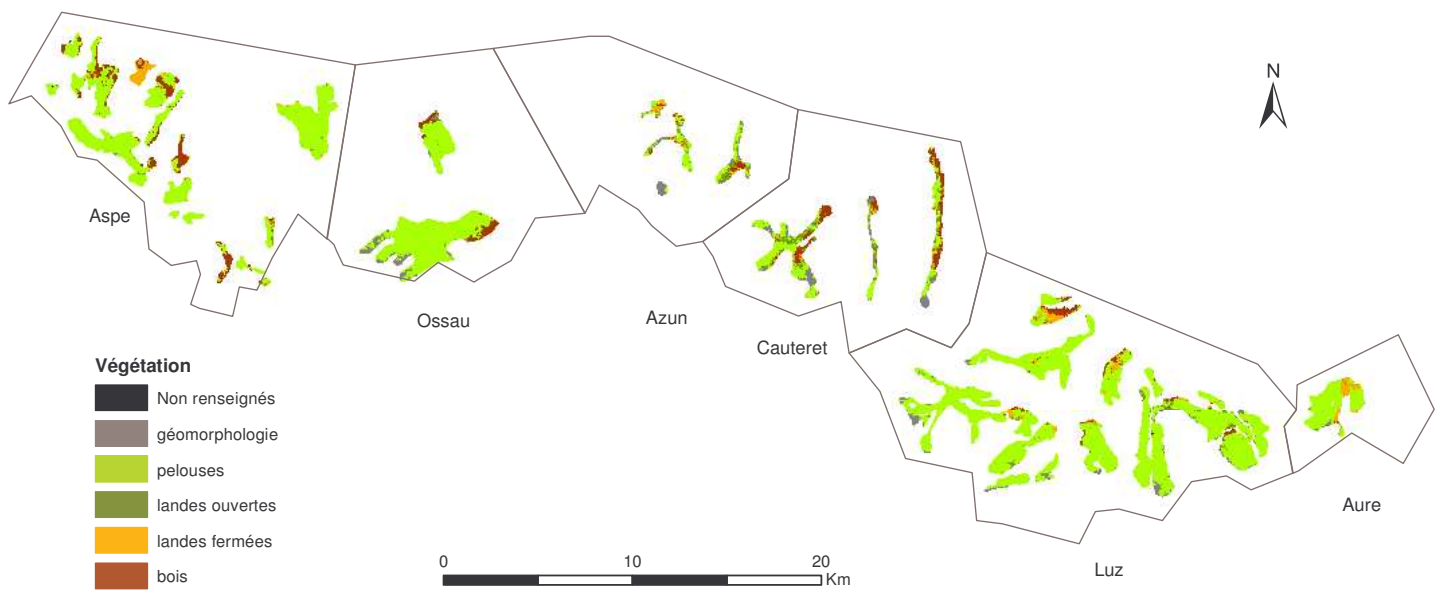 N
Aspe
Ossau
Azun
Cauteret
Luz
Aure
Végétation
Non renseignés
géomorphologie
pelouses
landes ouvertes
landes fermées
bois
0 10 20
Km